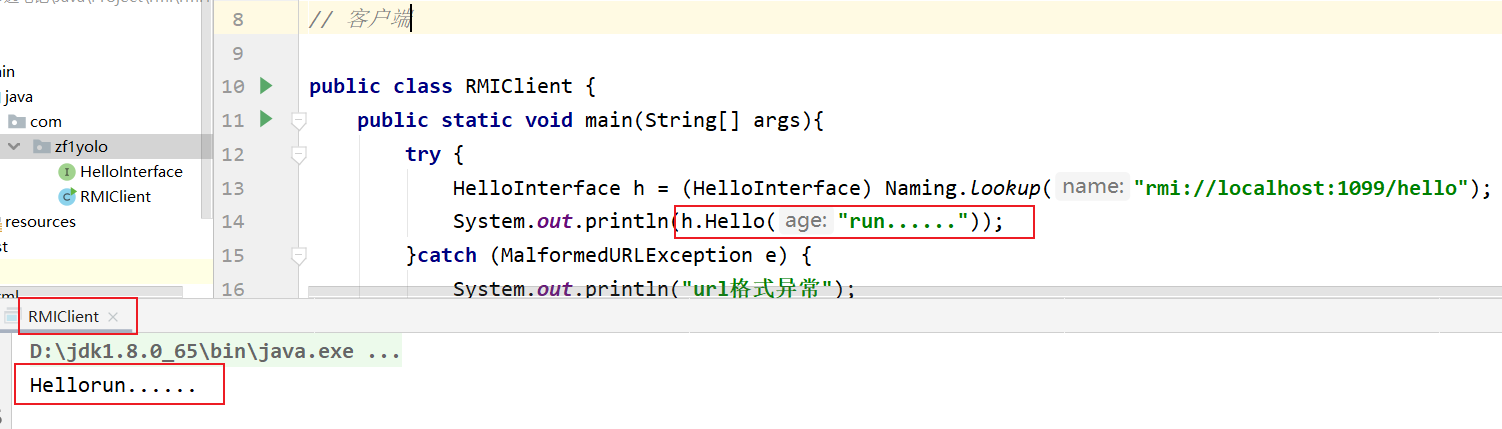 8 // 客户端
9
ain
10 public class RMIClient {
java
11 public static void main(String[] args){
com
12 try {
zf1yolo
13 HelloInterface h = (HelloInterface) Naming.lookup( name: "rmi://localhost:1099/hello");
HelloInterface
14 System.out.println(h.Hello( age: "run......"));
RMIClient
15 }catch (MalformedURLException e) {
resources
st
16 System.out.println("url格式异常");
RMIClient ×
D:\jdk1.8.0_65\bin\java.exe ...
Hellorun......